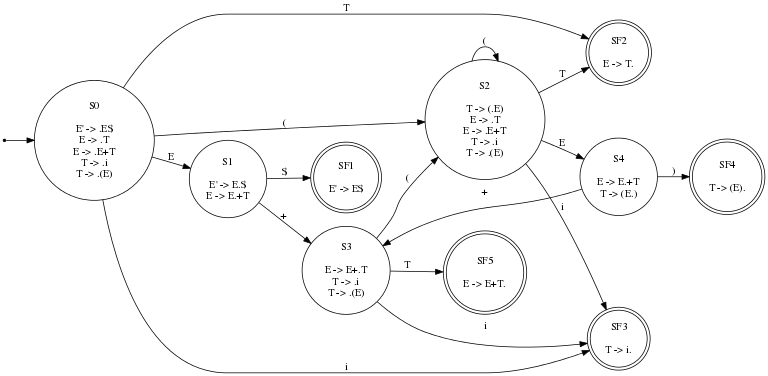 T
SF2
E -> T.
(
S2
T -> (.E)
E -> .T
E -> .E+T
T -> .i
T -> .(E)
T
S0
E' -> .E$
E -> .T
E -> .E+T
T -> .i
T -> .(E)
(
E
S1
E' -> E.$
E -> E.+T
$
SF1
E' -> E$
E
S4
E -> E.+T
T -> (E.)
)
SF4
T -> (E).
(
+
+
i
S3
E -> E+.T
T -> .i
T -> .(E)
T
SF5
E -> E+T.
i
SF3
T -> i.
i